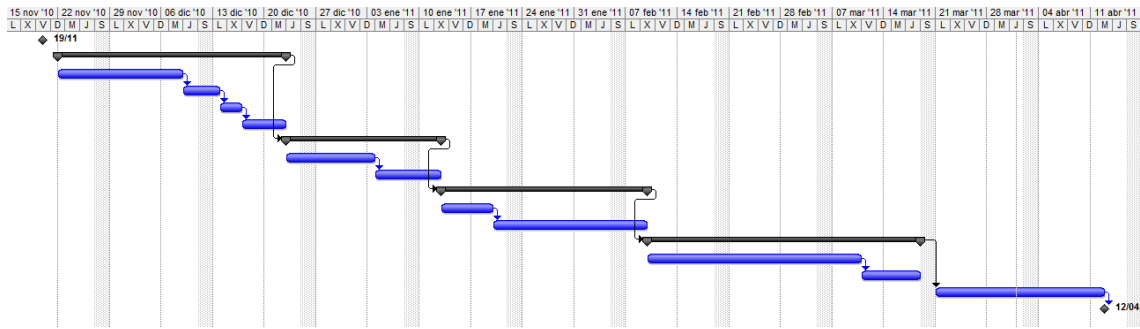 15 nov '10 22 nov '10 29 nov '10 06 dic '10 13 dic '10 20 dic '10 27 dic '10 03 ene '11 10 ene '11 17 ene '11 24 ene '11 31 ene '11 07 feb '11 14 feb '11 21 feb '11 28 feb '11 07 mar '11 14 mar '11 21 mar '11 28 mar '11 04 abr '11 11 abr '11
L X V D M J S L X V D M J S L X V D M J S L X V D M J S L X V D M J S L X V D M J S L X V D M J S L X V D M J S L X V D M J S L X V D M J S L X V D M J S
19/11
12/04